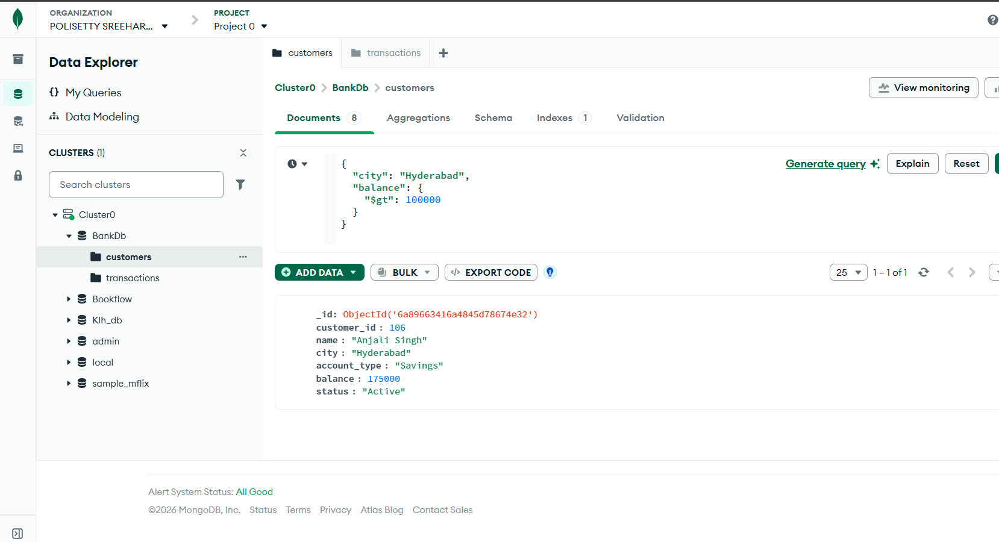 ORGANIZATION
POLISETTY SREEHAR...
PROJECT
Project 0
Data Explorer
My Queries
Data Modeling
CLUSTERS (1)
Search clusters
Cluster0
BankDb
customers
transactions
Bookflow
Klh_db
admin
local
sample_mflix
customers
transactions
Cluster0 > BankDb > customers
View monitoring
Documents 8 Aggregations Schema Indexes 1 Validation
{
"city": "Hyderabad",
"balance": {
"$gt": 100000
}
}
Generate query
Explain
Reset
ADD DATA
BULK
EXPORT CODE
25
1 – 1 of 1
_id: ObjectId('6a89663416a4845d78674e32')
customer_id : 106
name : "Anjali Singh"
city : "Hyderabad"
account_type : "Savings"
balance : 175000
status : "Active"
Alert System Status: All Good
©2026 MongoDB, Inc. Status Terms Privacy Atlas Blog Contact Sales